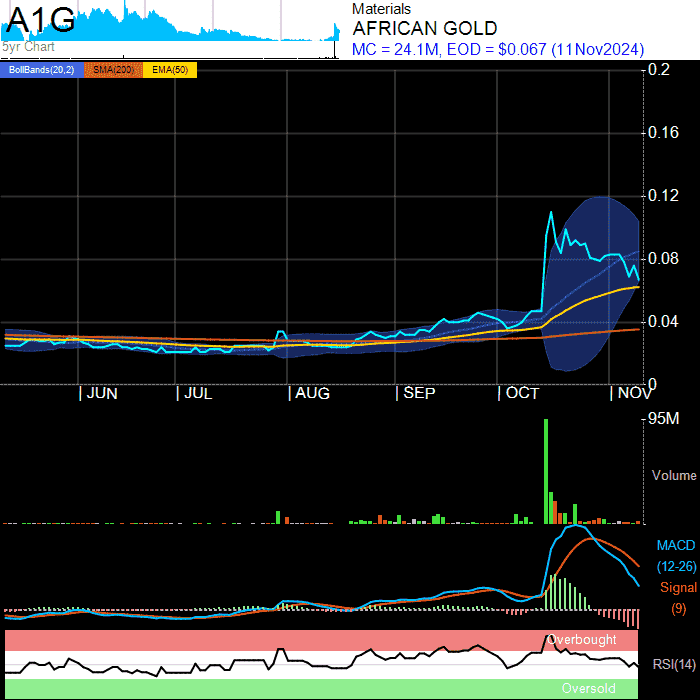 A1G
5yr Chart
Materials
AFRICAN GOLD
MC = 24.1M, EOD = $0.067 (11Nov2024)
BollBands(20,2) SMA(200) EMA(50)
0.2
0.16
0.12
0.08
0.04
0
JUN JUL AUG SEP OCT NOV
95M
Volume
MACD
(12-26)
Signal
(9)
Overbought
RSI(14)
Oversold